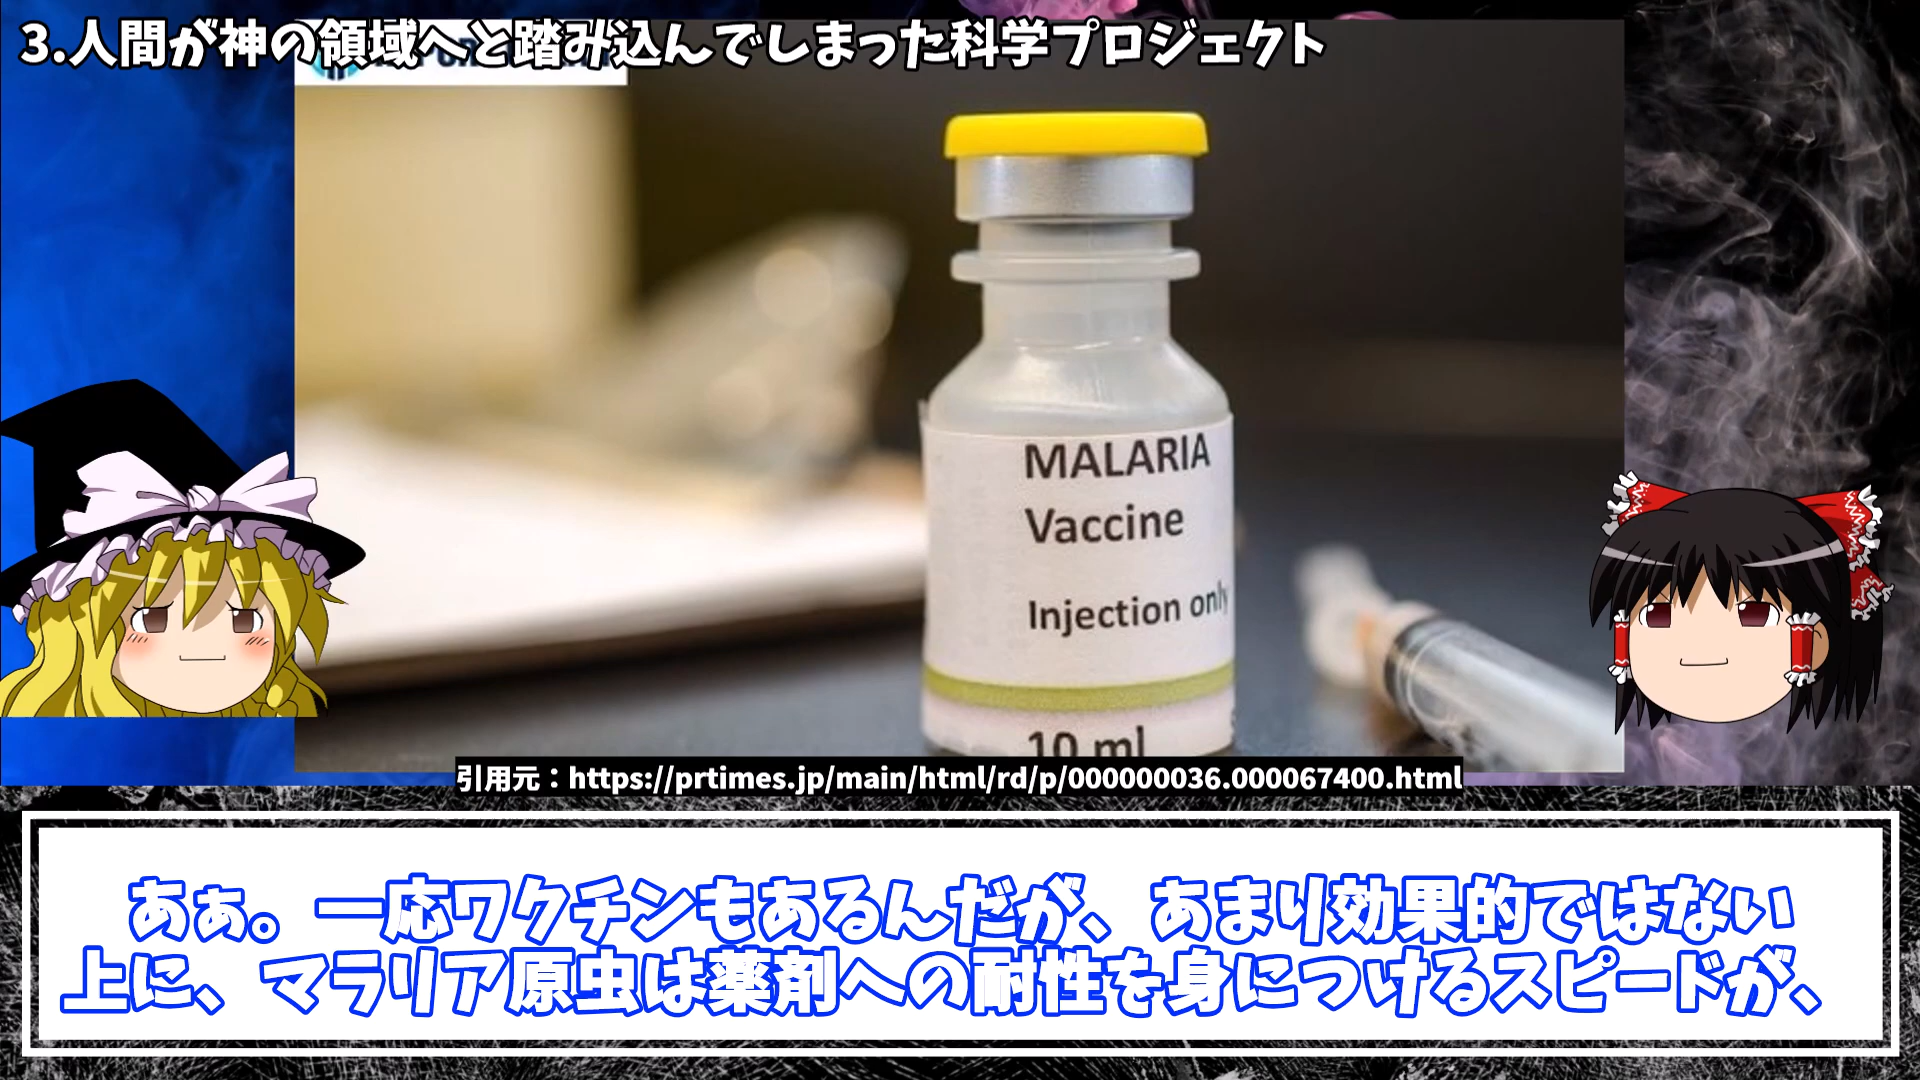 3.人間が神の領域へと踏み込んでしまった科学プロジェクト
MALARIA
Vaccine
Injection only
10 ml
引用元：https://prtimes.jp/main/html/rd/p/000000036.000067400.html
あぁ。一応ワクチンもあるんだが、あまり効果的ではない
上に、マラリア原虫は薬剤への耐性を身につけるスピードが、